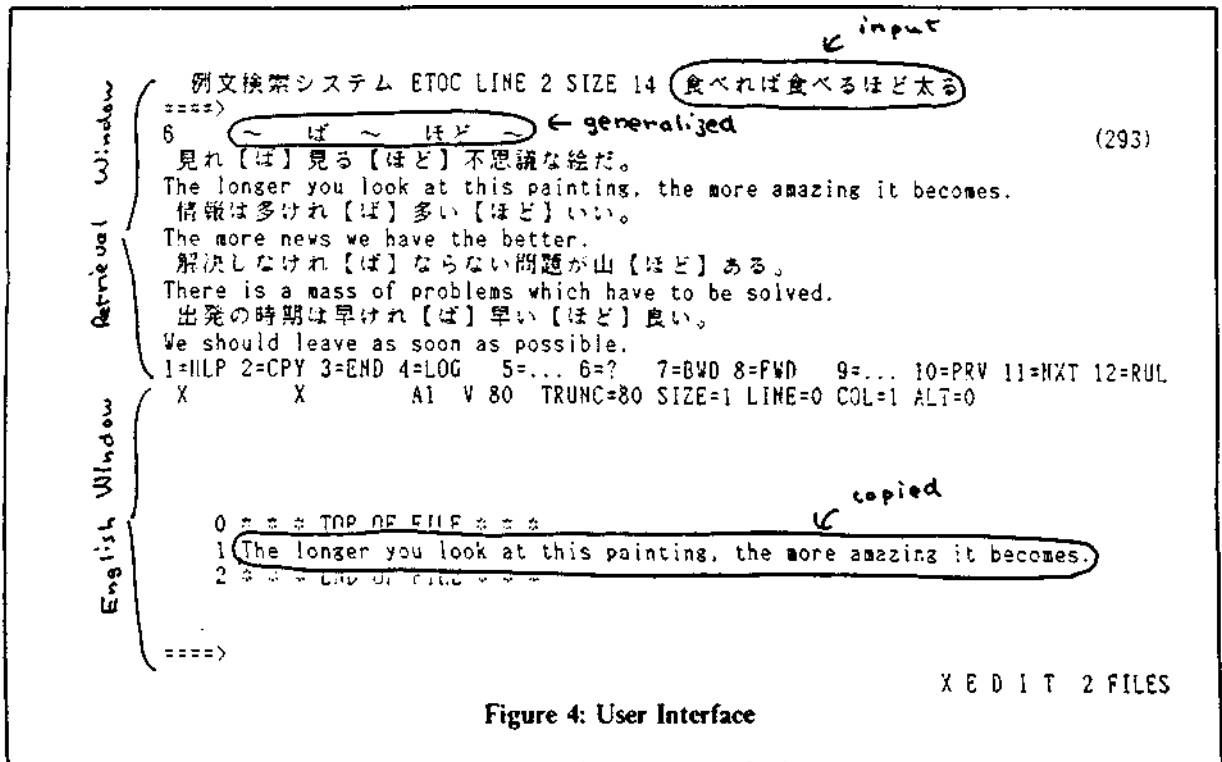 input
例文検索システム ETOC LINE 2 SIZE 14 食べれば食べるほど太る
====>
6 ~ ば ~ ほど ~ ← generalized (293)
見れ【ば】見る【ほど】不思議な絵だ。
The longer you look at this painting, the more amazing it becomes.
情報は多けれ【ば】多い【ほど】いい。
The more news we have the better.
解決しなけれ【ば】ならない問題が山【ほど】ある。
There is a mass of problems which have to be solved.
出発の時期は早けれ【ば】早い【ほど】良い。
We should leave as soon as possible.
1=HLP 2=CPY 3=END 4=LOG 5=... 6=? 7=BWD 8=FWD 9=... 10=PRV 11=NXT 12=RUL
Retrieval Window
X X A1 V 80 TRUNC=80 SIZE=1 LINE=0 COL=1 ALT=0
copied
0 * * * TOP OF FILE * * *
1 The longer you look at this painting, the more amazing it becomes.
2 * * * END OF FILE * * *
English Window
====>
X E D I T 2 FILES
Figure 4: User Interface